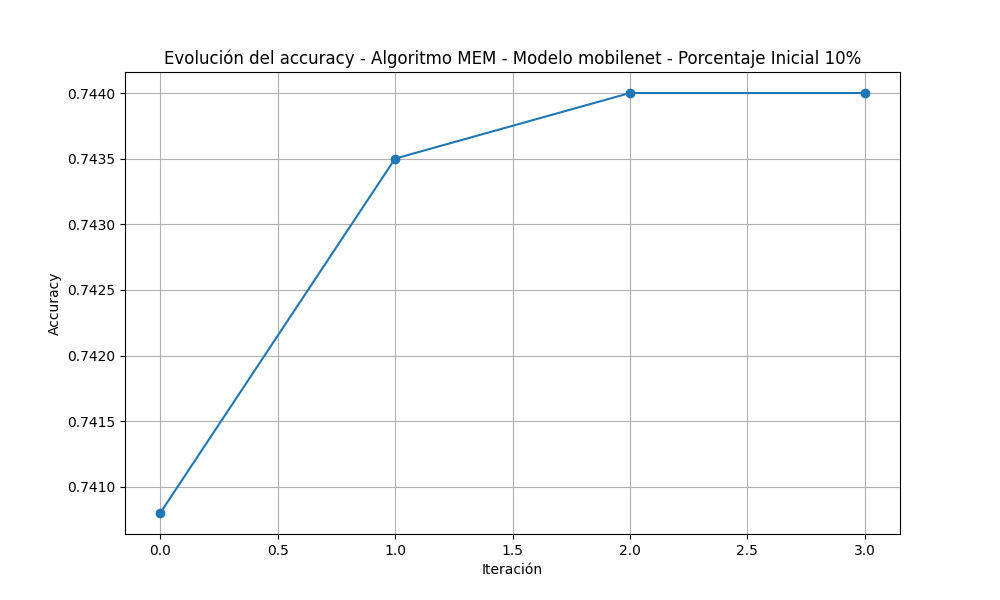 Evolución del accuracy - Algoritmo MEM - Modelo mobilenet - Porcentaje Inicial 10%
0.7440
0.7435
0.7430
0.7425
0.7420
0.7415
0.7410
Accuracy
0.0 0.5 1.0 1.5 2.0 2.5 3.0
Iteración